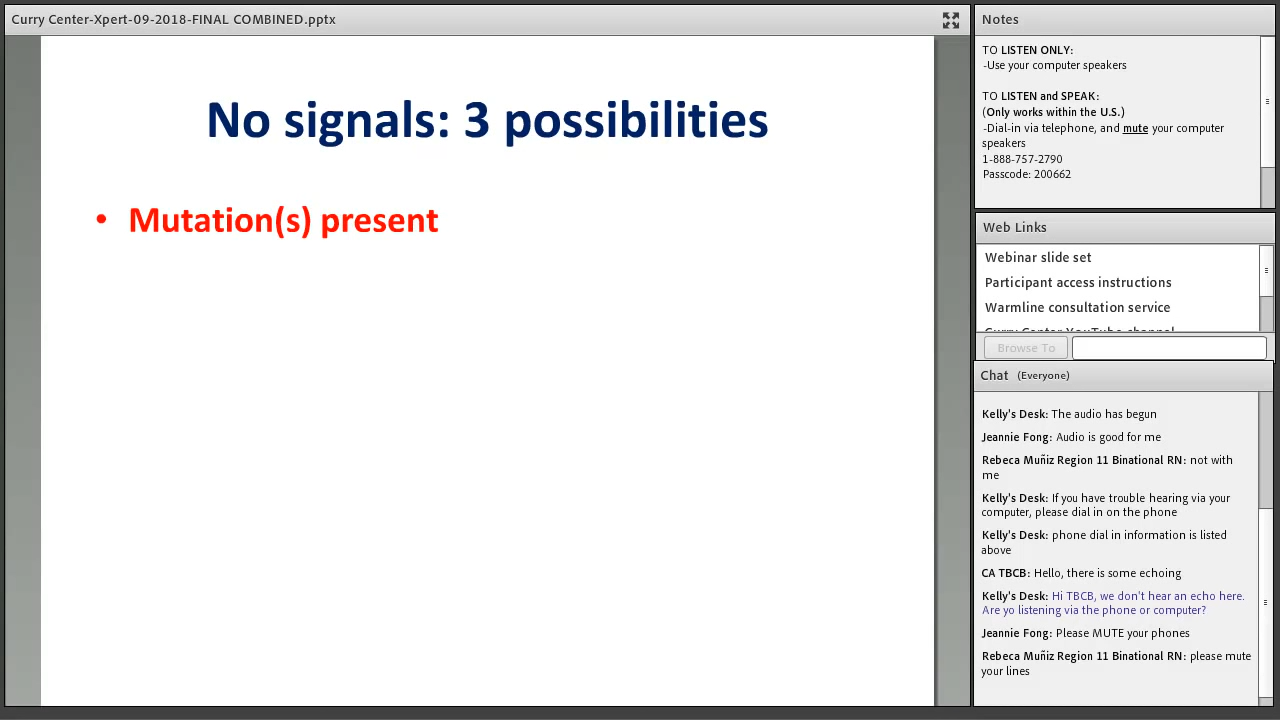 Curry Center-Xpert-09-2018-FINAL COMBINED.pptx
No signals: 3 possibilities
• Mutation(s) present
Notes
TO LISTEN ONLY:
-Use your computer speakers
TO LISTEN and SPEAK:
(Only works within the U.S.)
-Dial-in via telephone, and mute your computer
speakers
1-888-757-2790
Passcode: 200662
Web Links
Webinar slide set
Participant access instructions
Warmline consultation service
Curry Center YouTube channel
Browse To
Chat (Everyone)
Kelly's Desk: The audio has begun
Jeannie Fong: Audio is good for me
Rebeca Muñiz Region 11 Binational RN: not with
me
Kelly's Desk: If you have trouble hearing via your
computer, please dial in on the phone
Kelly's Desk: phone dial in information is listed
above
CA TBCB: Hello, there is some echoing
Kelly's Desk: Hi TBCB, we don't hear an echo here.
Are yo listening via the phone or computer?
Jeannie Fong: Please MUTE your phones
Rebeca Muñiz Region 11 Binational RN: please mute
your lines